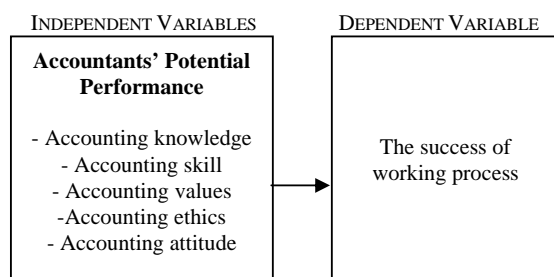 INDEPENDENT VARIABLES
DEPENDENT VARIABLE
Accountants’ Potential
Performance
- Accounting knowledge
- Accounting skill
- Accounting values
-Accounting ethics
- Accounting attitude
The success of
working process